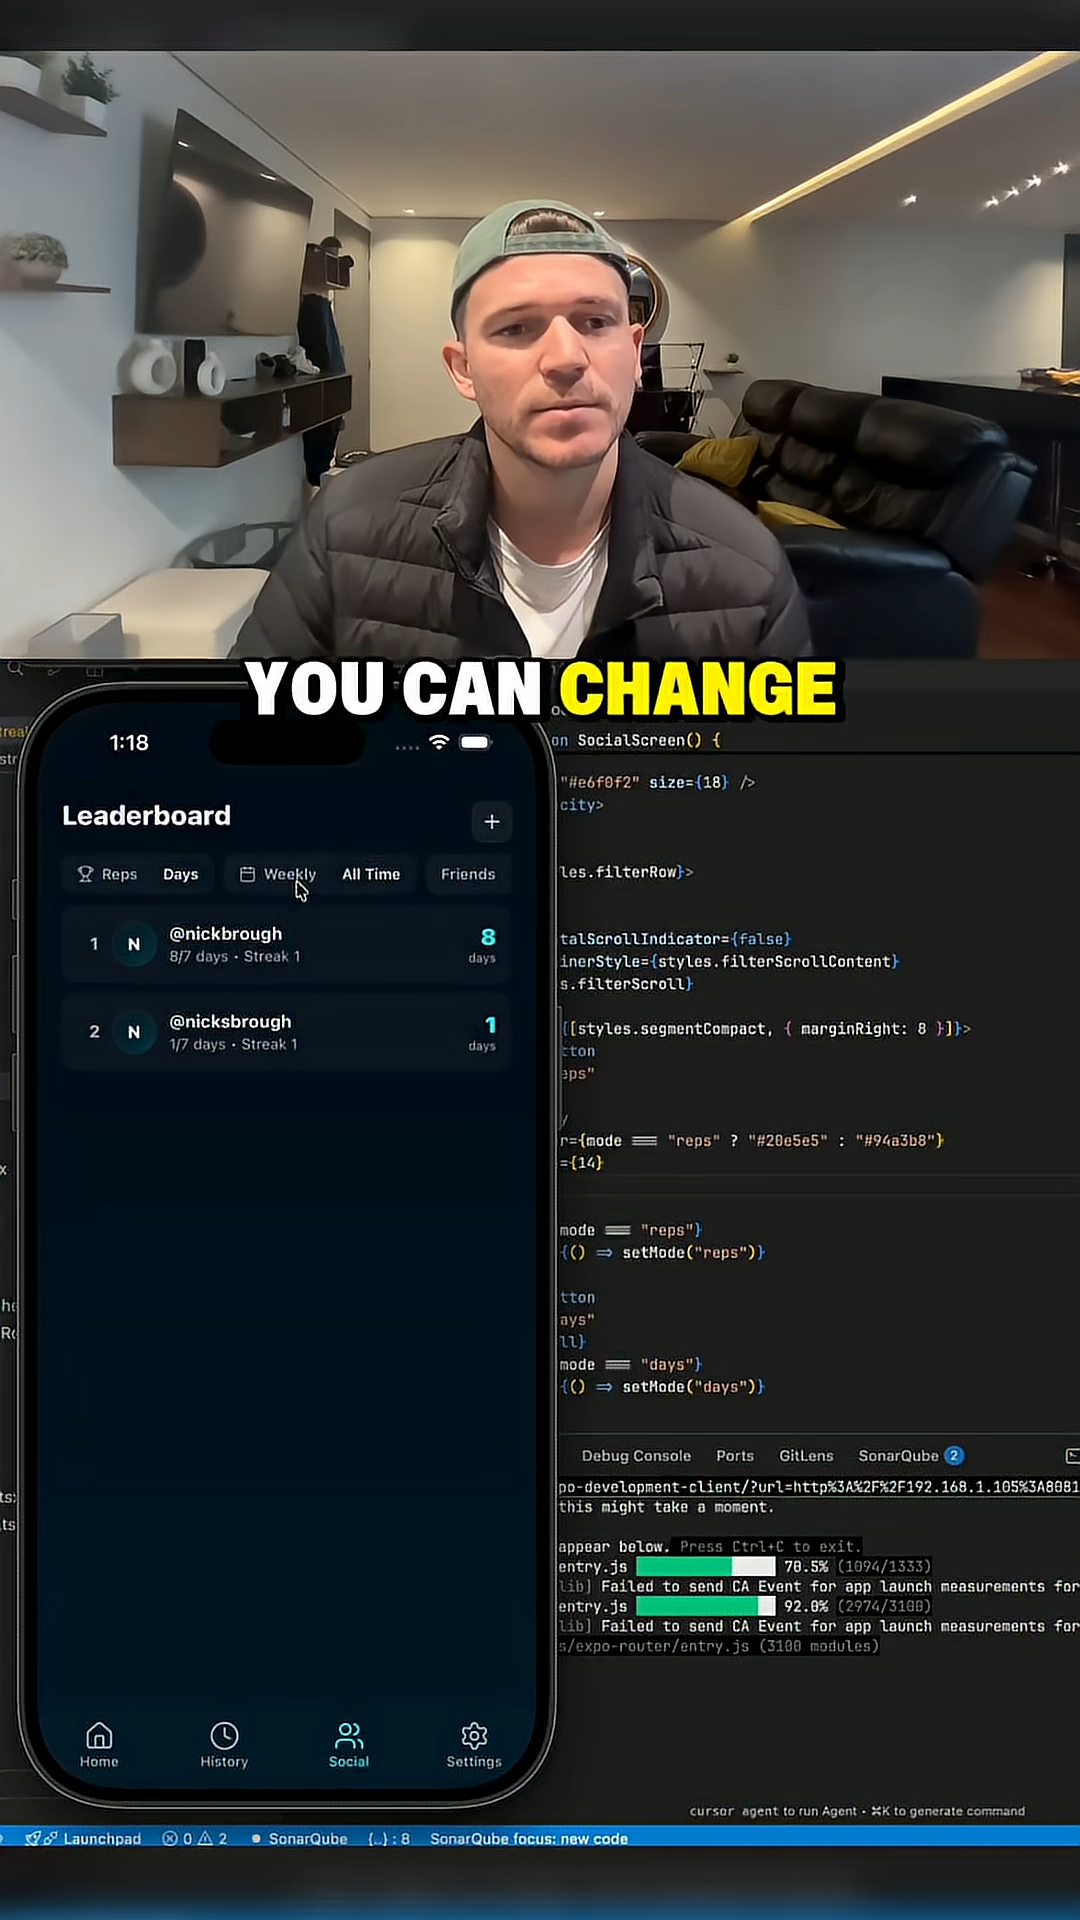 YOU CAN CHANGE
1:18
Leaderboard
+
Reps Days Weekly All Time Friends
1 N @nickbrough 8
8/7 days • Streak 1 days
2 N @nicksbrough 1
1/7 days • Streak 1 days
Home History Social Settings
on SocialScreen() {
"#e6f0f2" size={18} />
city>
les.filterRow}>
talScrollIndicator={false}
inerStyle={styles.filterScrollContent}
s.filterScroll}
{[styles.segmentCompact, { marginRight: 8 }]}>
tton
eps"
/
r={mode === "reps" ? "#20e5e5" : "#94a3b8"}
={14}
mode === "reps"}
{() => setMode("reps")}
tton
ays"
ll}
mode === "days"}
{() => setMode("days")}
Debug Console Ports GitLens SonarQube 2
po-development-client/?url=http%3A%2F%2F192.168.1.105%3A8081
this might take a moment.
appear below. Press Ctrl+C to exit.
entry.js 70.5% (1094/1333)
lib] Failed to send CA Event for app launch measurements for
entry.js 92.0% (2974/3100)
lib] Failed to send CA Event for app launch measurements for
s/expo-router/entry.js (3100 modules)
cursor agent to run Agent • ⌘K to generate command
Launchpad 0 2 SonarQube {..} : 8 SonarQube focus: new code